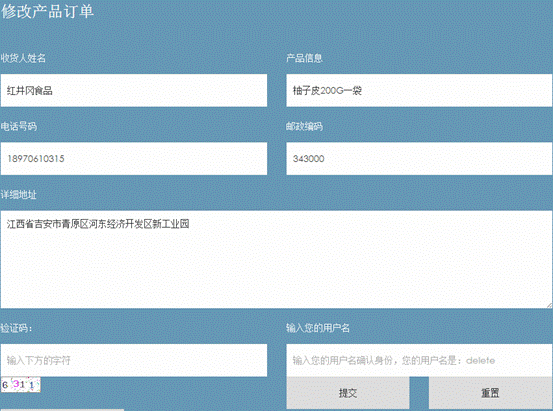 修改产品订单
收货人姓名 产品信息
红井冈食品 柚子皮200G一袋
电话号码 邮政编码
18970610315 343000
详细地址
江西省吉安市青原区河东经济开发区新工业园
验证码: 输入您的用户名
输入下方的字符 输入您的用户名确认身份，您的用户名是：delete
6311
提交 重置